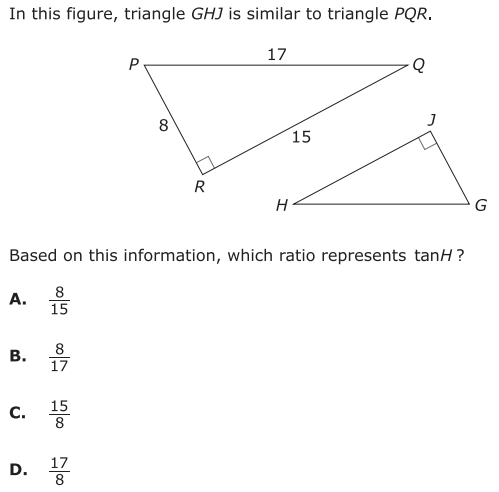 In this figure, triangle GHJ is similar to triangle PQR.
17
P
Q
8
15
J
R
H
G
Based on this information, which ratio represents tanH?
A. 8/15
B. 8/17
C. 15/8
D. 17/8